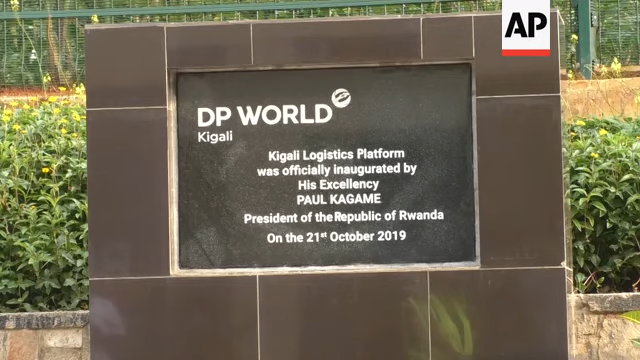 AP
DP WORLD
Kigali
Kigali Logistics Platform
was officially inaugurated by
His Excellency
PAUL KAGAME
President of the Republic of Rwanda
On the 21st October 2019